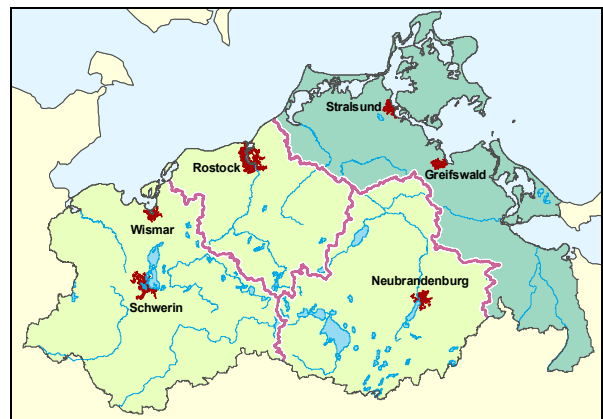 Stralsund
Rostock
Greifswald
Wismar
Neubrandenburg
Schwerin